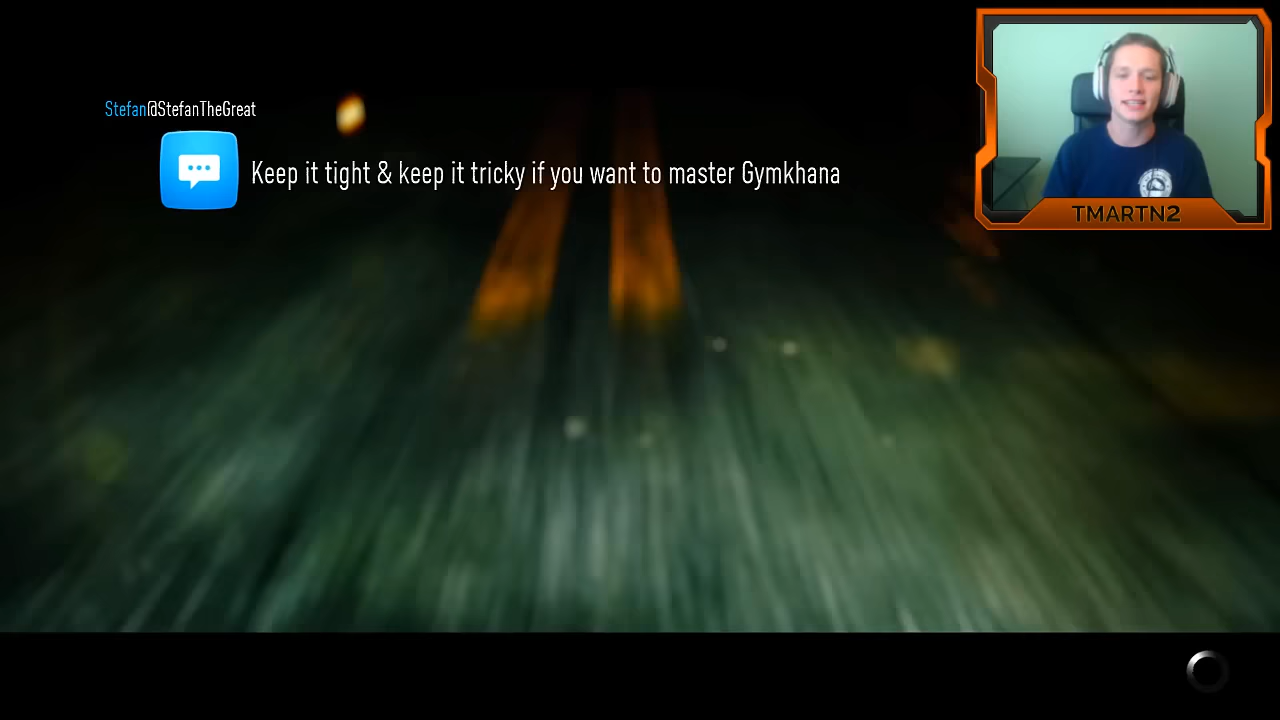 Stefan@StefanTheGreat
Keep it tight & keep it tricky if you want to master Gymkhana
TMARTN2